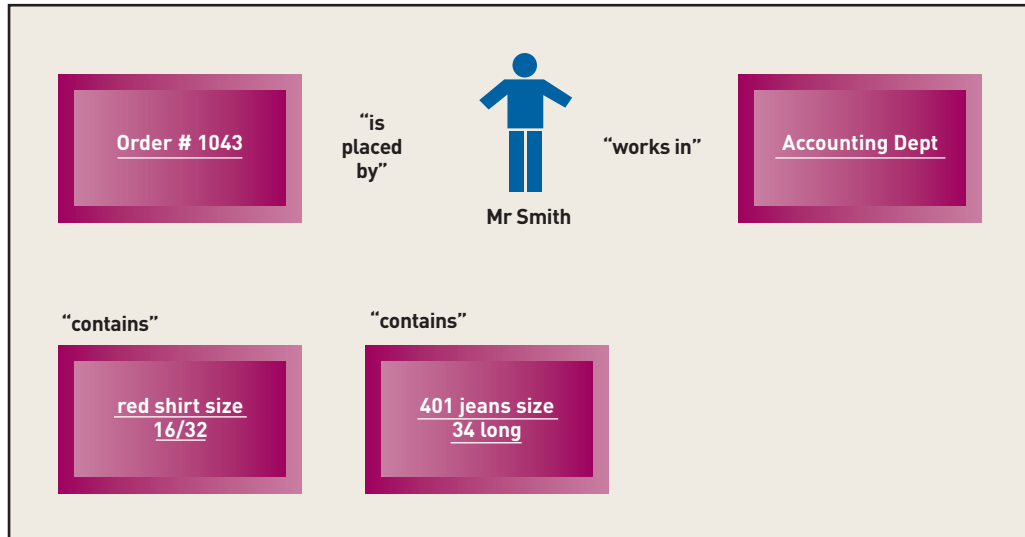 Order # 1043
“is
placed
by”
Mr Smith
“works in”
Accounting Dept
“contains”
red shirt size
16/32
“contains”
401 jeans size
34 long